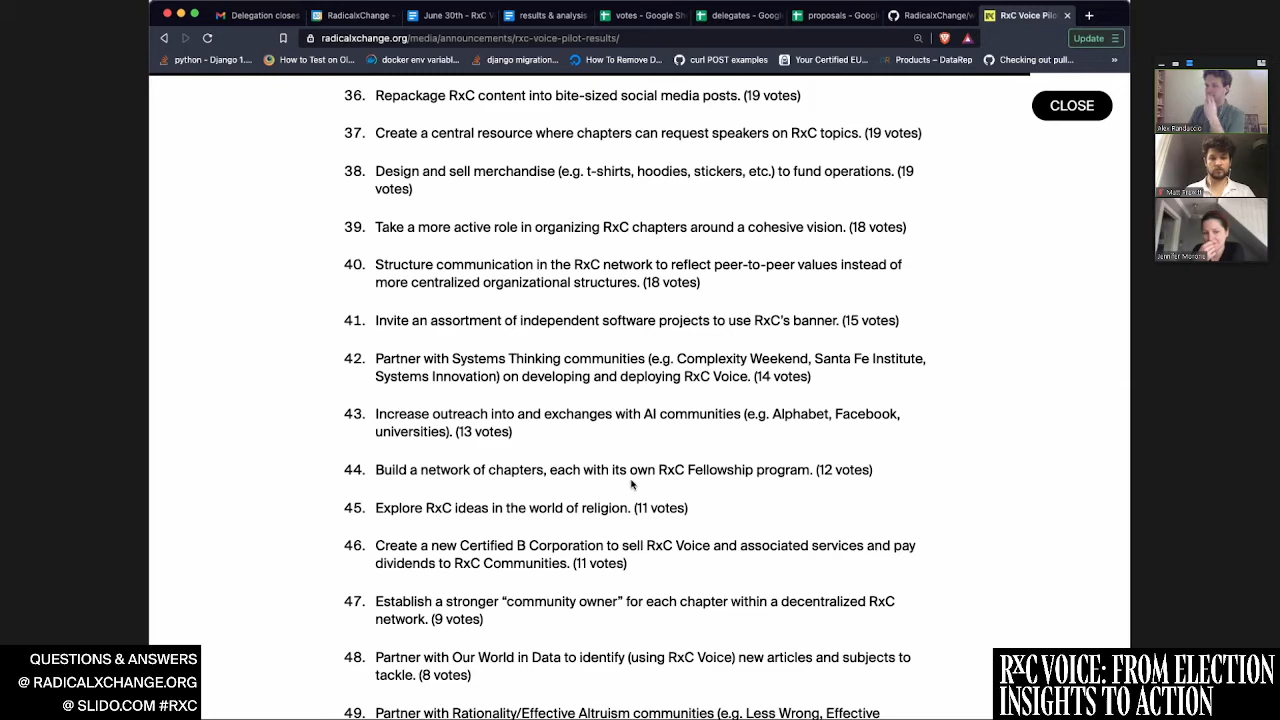 Delegation closes
RadicalxChange -
June 30th - RxC V
results & analysis
votes - Google Sh
delegates - Goog
proposals - Google
RadicalxChange/w
RxC Voice Pilo
radicalxchange.org/media/announcements/rxc-voice-pilot-results/
Update
python - Django 1....
How to Test on Ol...
docker env variabl...
django migration...
How To Remove D...
curl POST examples
Your Certified EU...
Products – DataRep
Checking out pull...
»
CLOSE
36. Repackage RxC content into bite-sized social media posts. (19 votes)
37. Create a central resource where chapters can request speakers on RxC topics. (19 votes)
38. Design and sell merchandise (e.g. t-shirts, hoodies, stickers, etc.) to fund operations. (19
votes)
39. Take a more active role in organizing RxC chapters around a cohesive vision. (18 votes)
40. Structure communication in the RxC network to reflect peer-to-peer values instead of
more centralized organizational structures. (18 votes)
41. Invite an assortment of independent software projects to use RxC's banner. (15 votes)
42. Partner with Systems Thinking communities (e.g. Complexity Weekend, Santa Fe Institute,
Systems Innovation) on developing and deploying RxC Voice. (14 votes)
43. Increase outreach into and exchanges with AI communities (e.g. Alphabet, Facebook,
universities). (13 votes)
44. Build a network of chapters, each with its own RxC Fellowship program. (12 votes)
45. Explore RxC ideas in the world of religion. (11 votes)
46. Create a new Certified B Corporation to sell RxC Voice and associated services and pay
dividends to RxC Communities. (11 votes)
47. Establish a stronger “community owner” for each chapter within a decentralized RxC
network. (9 votes)
48. Partner with Our World in Data to identify (using RxC Voice) new articles and subjects to
tackle. (8 votes)
49. Partner with Rationality/Effective Altruism communities (e.g. Less Wrong, Effective
Alex Randaccio
Matt
Jennifer Morone
QUESTIONS & ANSWERS
@ RADICALXCHANGE.ORG
@ SLIDO.COM #RXC
RxC VOICE: FROM ELECTION
INSIGHTS TO ACTION